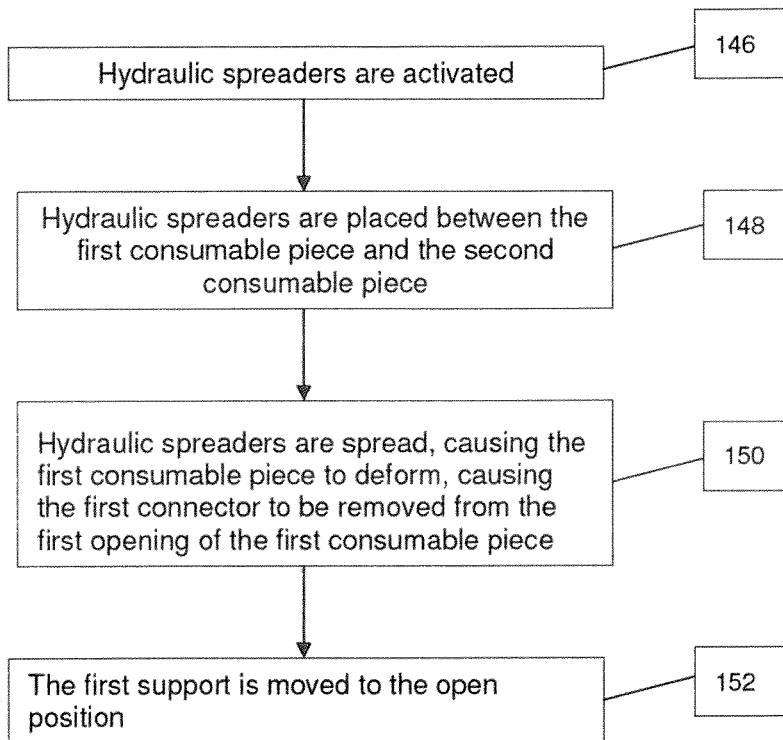 Hydraulic spreaders are activated
146
Hydraulic spreaders are placed between the
first consumable piece and the second
consumable piece
148
Hydraulic spreaders are spread, causing the
first consumable piece to deform, causing
the first connector to be removed from the
first opening of the first consumable piece
150
The first support is moved to the open
position
152